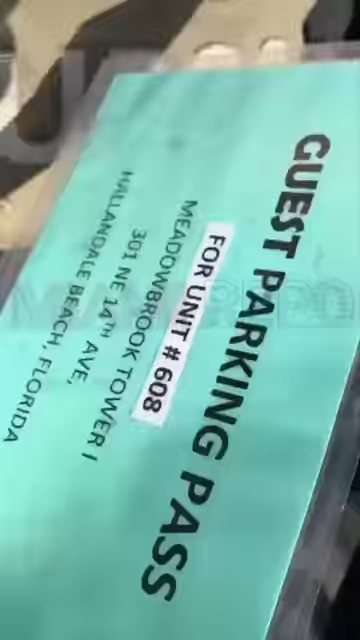 GUEST PARKING PASS
FOR UNIT # 608
MEADOWBROOK TOWER I
301 NE 14TH AVE,
HALLANDALE BEACH, FLORIDA